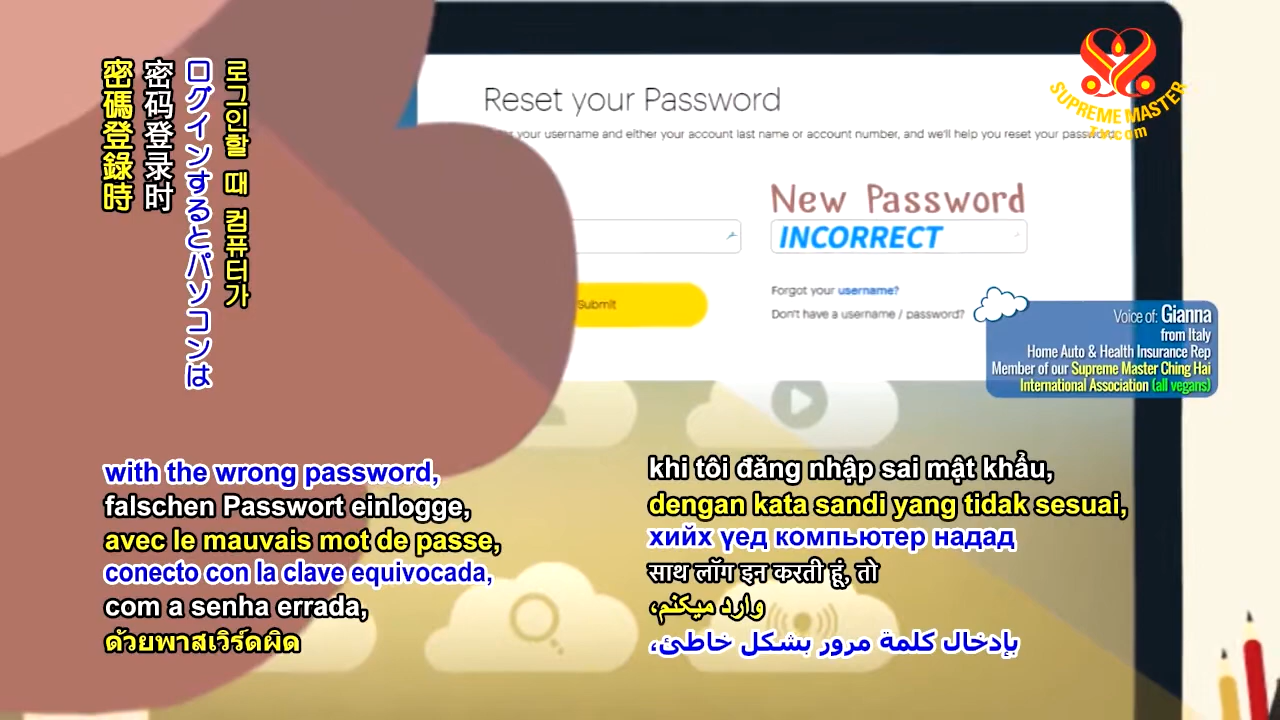 密碼登錄時
密码登录时
ログインするとパソコンは
로그인할 때 컴퓨터가
Reset your Password
your username and either your account last name or account number, and we'll help you reset your password.
SUPREME MASTER
TV.com
New Password
INCORRECT
Submit
Forgot your username?
Don't have a username / password?
Voice of: Gianna
from Italy
Home Auto & Health Insurance Rep
Member of our Supreme Master Ching Hai
International Association (all vegans)
with the wrong password,
falschen Passwort einlogge,
avec le mauvais mot de passe,
conecto con la clave equivocada,
com a senha errada,
ด้วยพาสเวิร์ดผิด
khi tôi đăng nhập sai mật khẩu,
dengan kata sandi yang tidak sesuai,
хийх үед компьютер надад
साथ लॉग इन करती हूं, तो
وارد میکنم،
بإدخال كلمة مرور بشكل خاطئ،